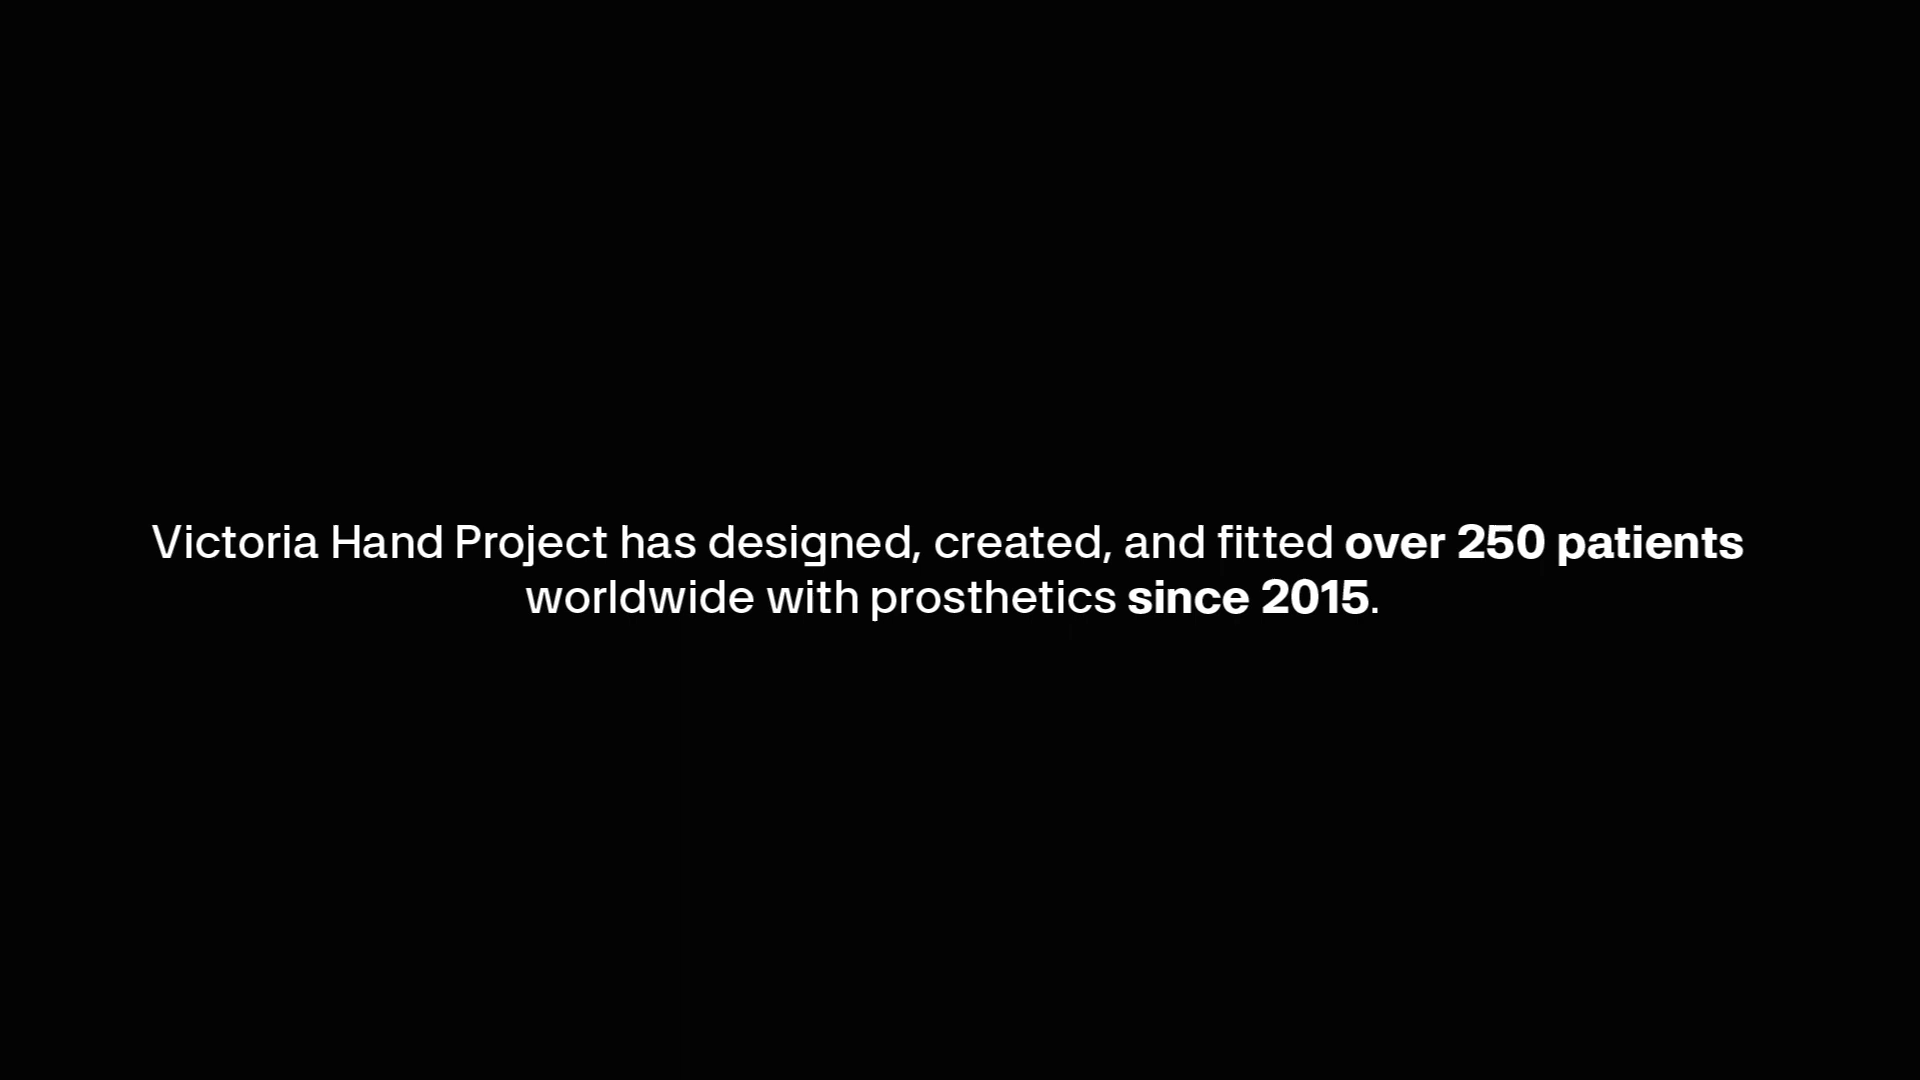 Victoria Hand Project has designed, created, and fitted over 250 patients
worldwide with prosthetics since 2015.